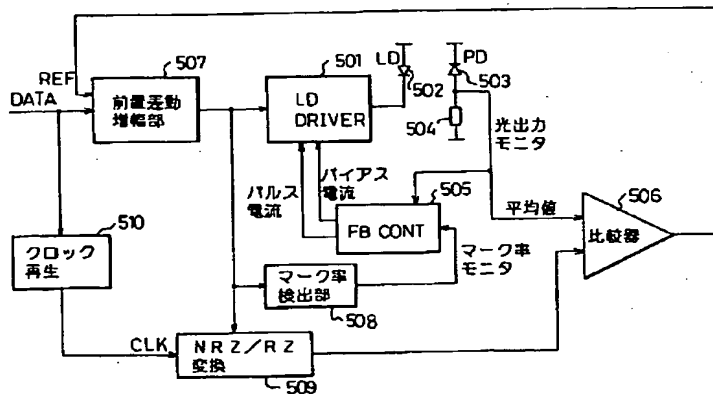 507
REF
DATA
前置差動
増幅部
501
LD
DRIVER
LD
502
PD
503
504
光出力
モニタ
パルス
電流
バイアス
電流
505
FB CONT
平均値
506
比較器
510
クロック
再生
マーク率
検出部
508
マーク率
モニタ
CLK
NRZ/RZ
変換
509